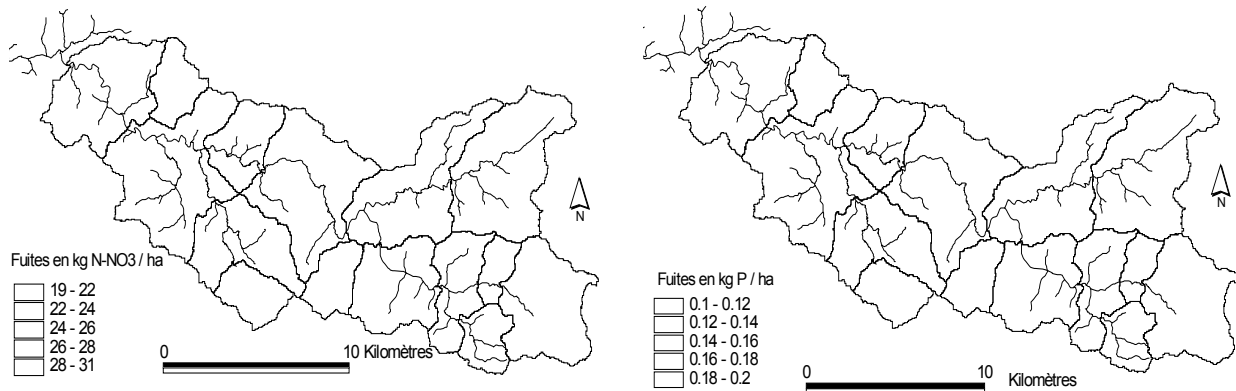 N
Fuites en kg N-NO3 / ha
19 - 22
22 - 24
24 - 26
26 - 28
28 - 31
0 10 Kilomètres
N
Fuites en kg P / ha
0.1 - 0.12
0.12 - 0.14
0.14 - 0.16
0.16 - 0.18
0.18 - 0.2
0 10
Kilomètres